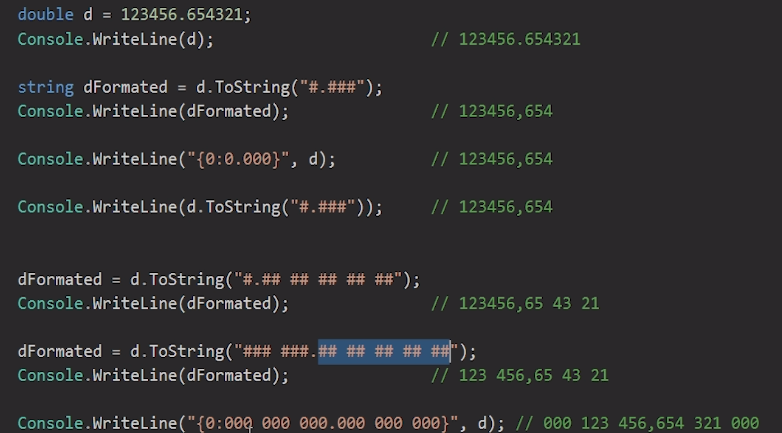 double d = 123456.654321;
Console.WriteLine(d); // 123456.654321
string dFormated = d.ToString("#.###");
Console.WriteLine(dFormated); // 123456,654
Console.WriteLine("{0:0.000}", d); // 123456,654
Console.WriteLine(d.ToString("#.###")); // 123456,654
dFormated = d.ToString("#.## ## ## ## ##");
Console.WriteLine(dFormated); // 123456,65 43 21
dFormated = d.ToString("### ###.## ## ## ## ##");
Console.WriteLine(dFormated); // 123 456,65 43 21
Console.WriteLine("{0:000 000 000.000 000 000}", d); // 000 123 456,654 321 000